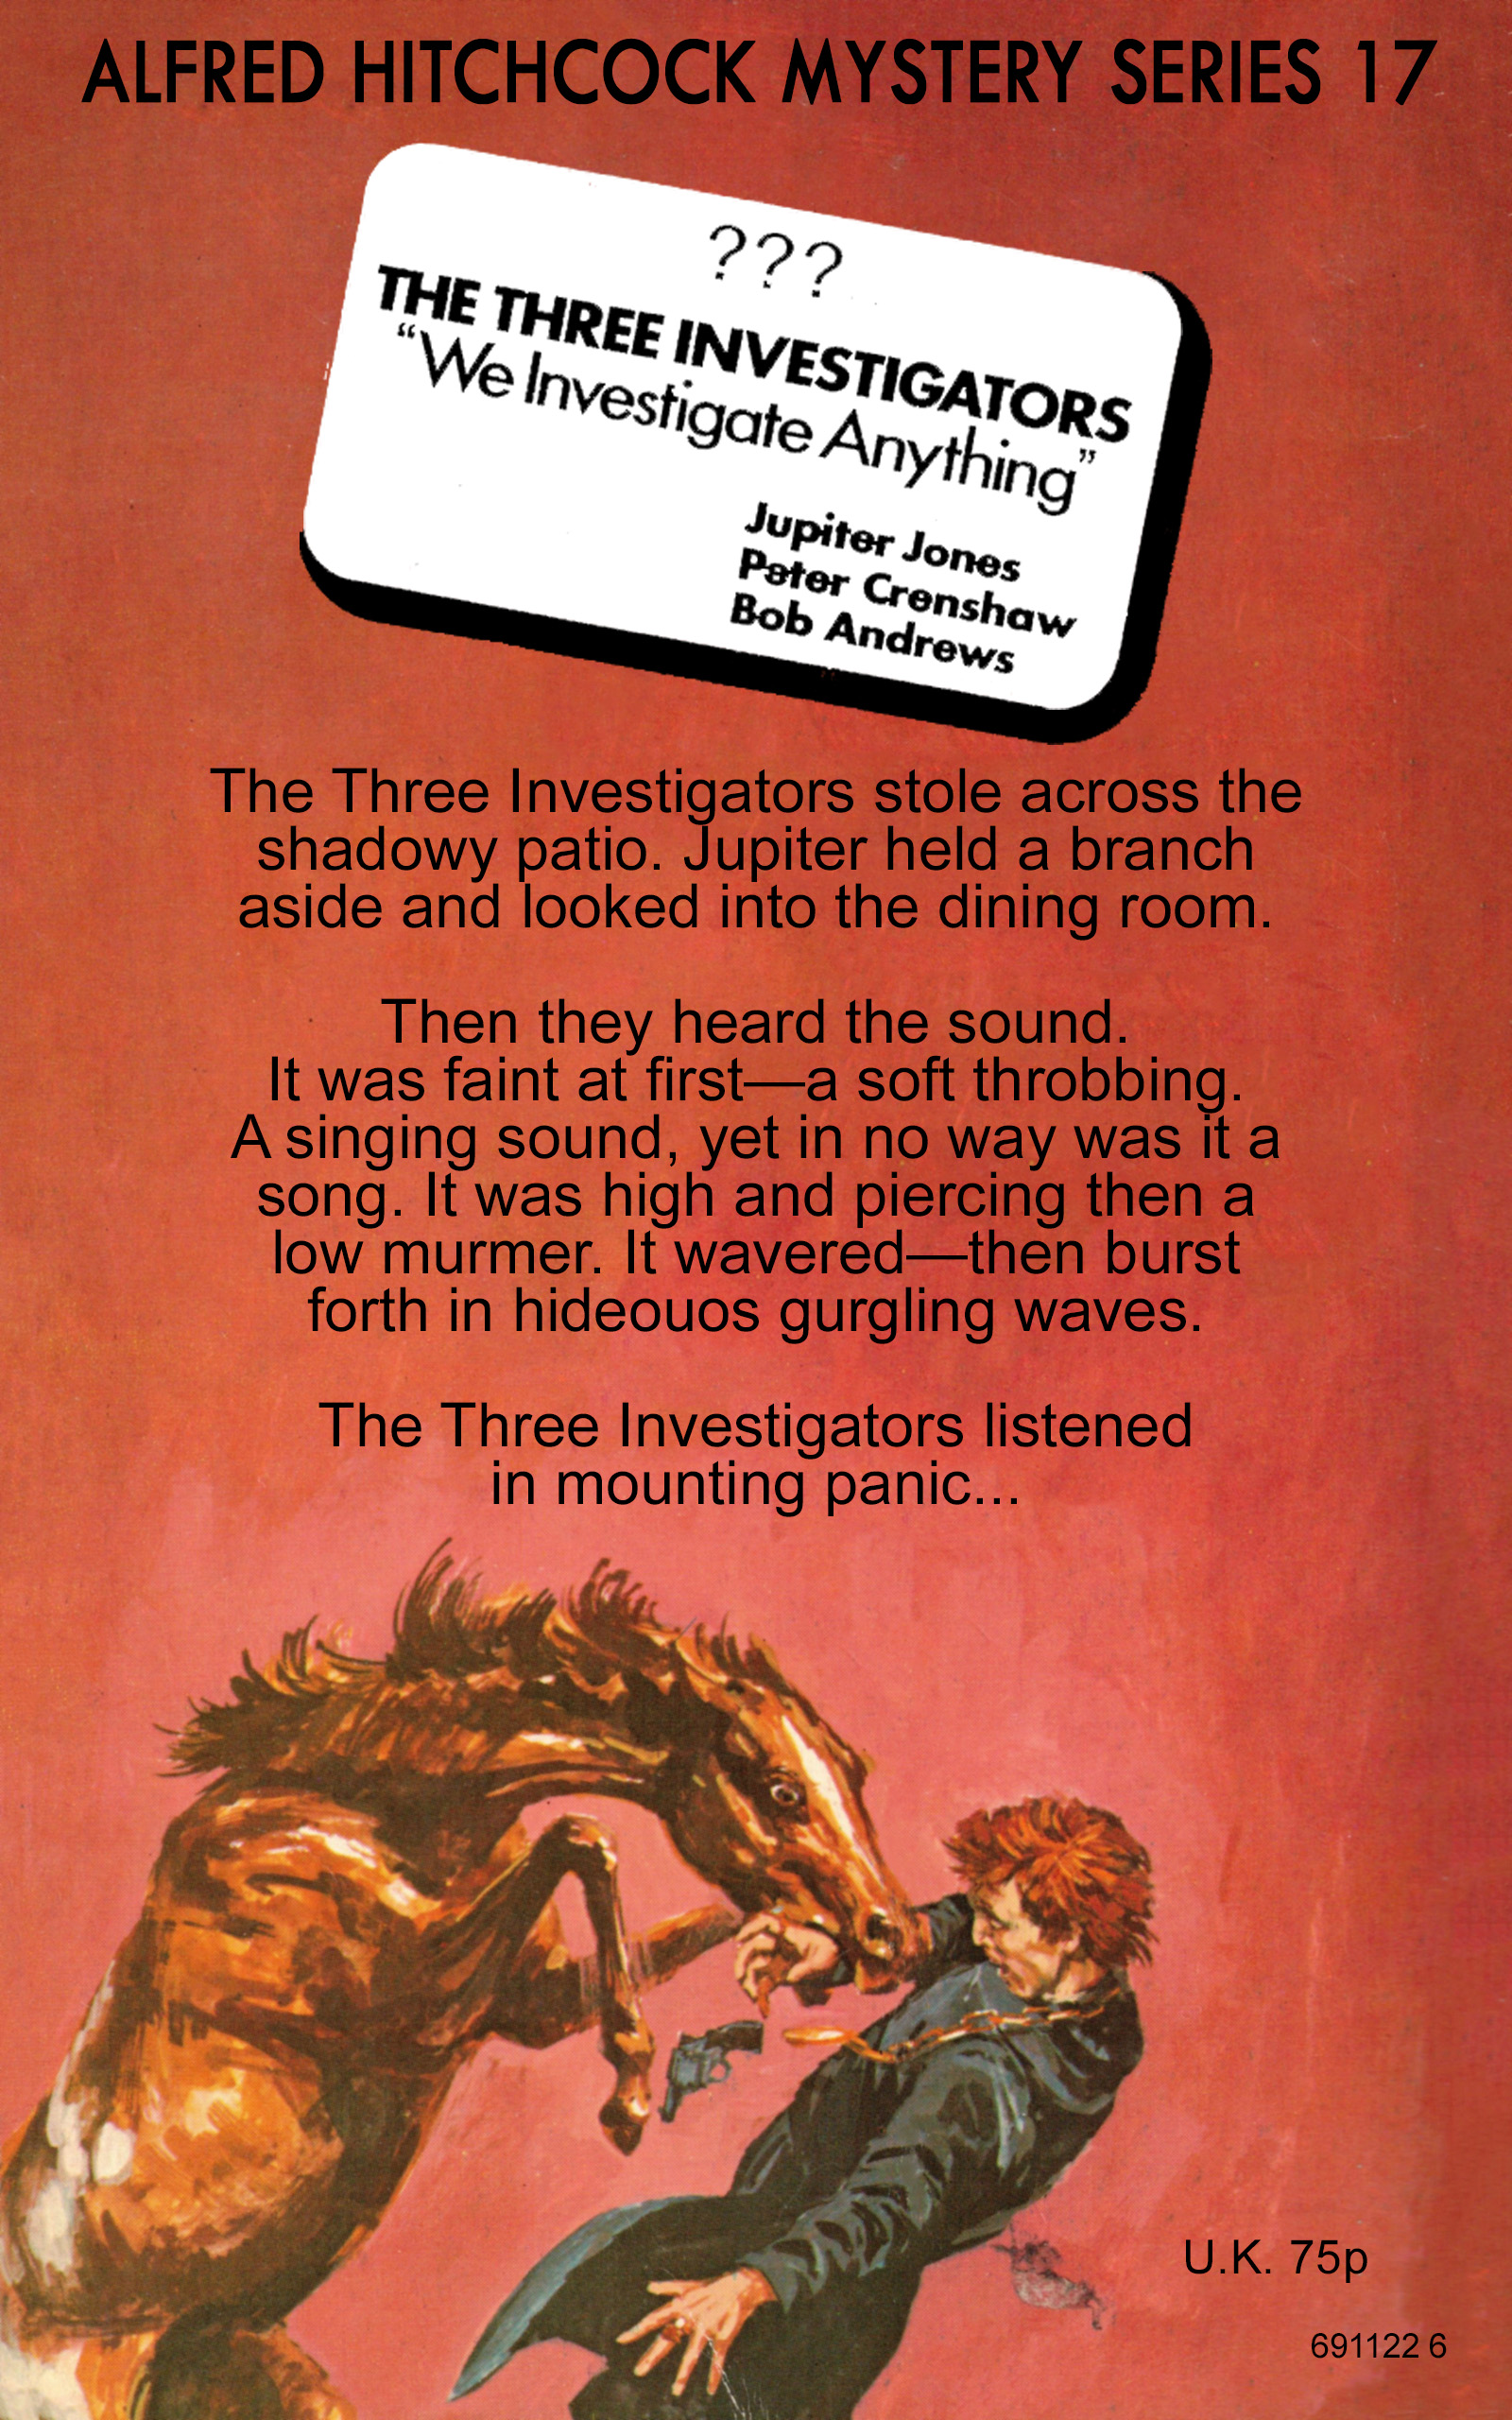 ALFRED HITCHCOCK MYSTERY SERIES 17
???
THE THREE INVESTIGATORS
“We Investigate Anything”
Jupiter Jones
Peter Crenshaw
Bob Andrews
The Three Investigators stole across the
shadowy patio. Jupiter held a branch
aside and looked into the dining room.
Then they heard the sound.
It was faint at first—a soft throbbing.
A singing sound, yet in no way was it a
song. It was high and piercing then a
low murmer. It wavered—then burst
forth in hideouos gurgling waves.
The Three Investigators listened
in mounting panic...
U.K. 75p
691122 6